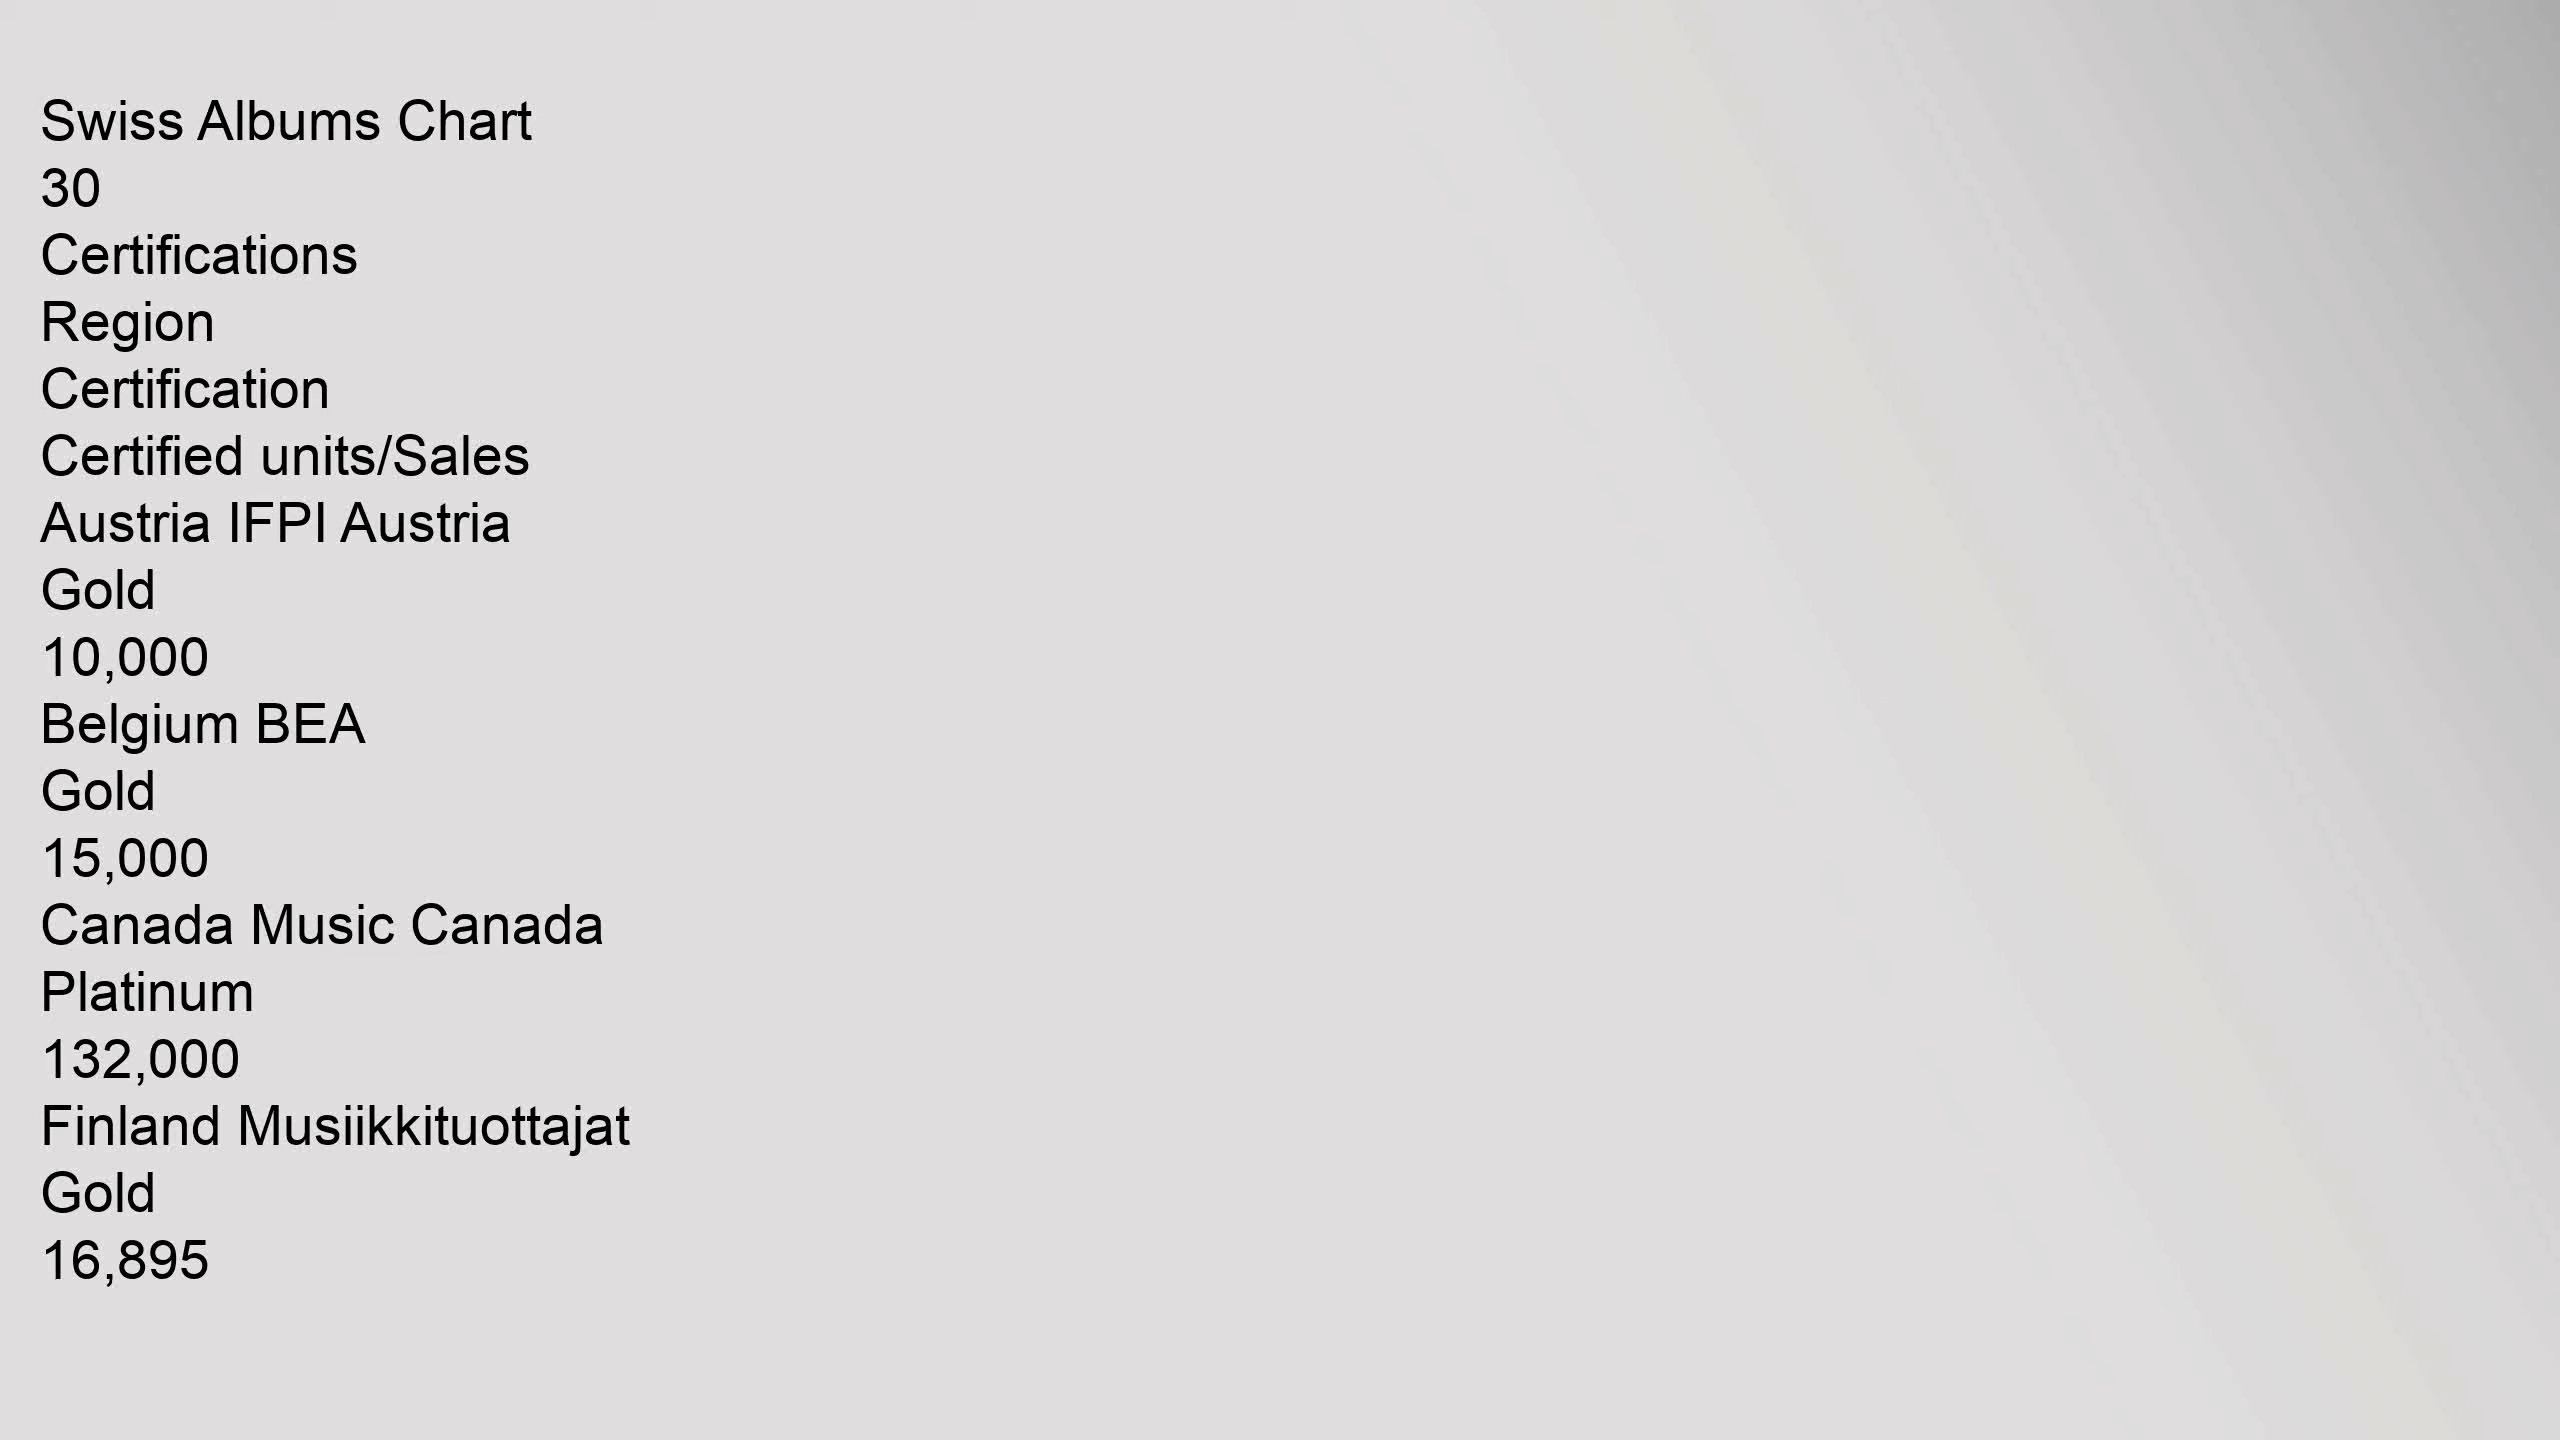 Swiss Albums Chart
30
Certifications
Region
Certification
Certified units/Sales
Austria IFPI Austria
Gold
10,000
Belgium BEA
Gold
15,000
Canada Music Canada
Platinum
132,000
Finland Musiikkituottajat
Gold
16,895